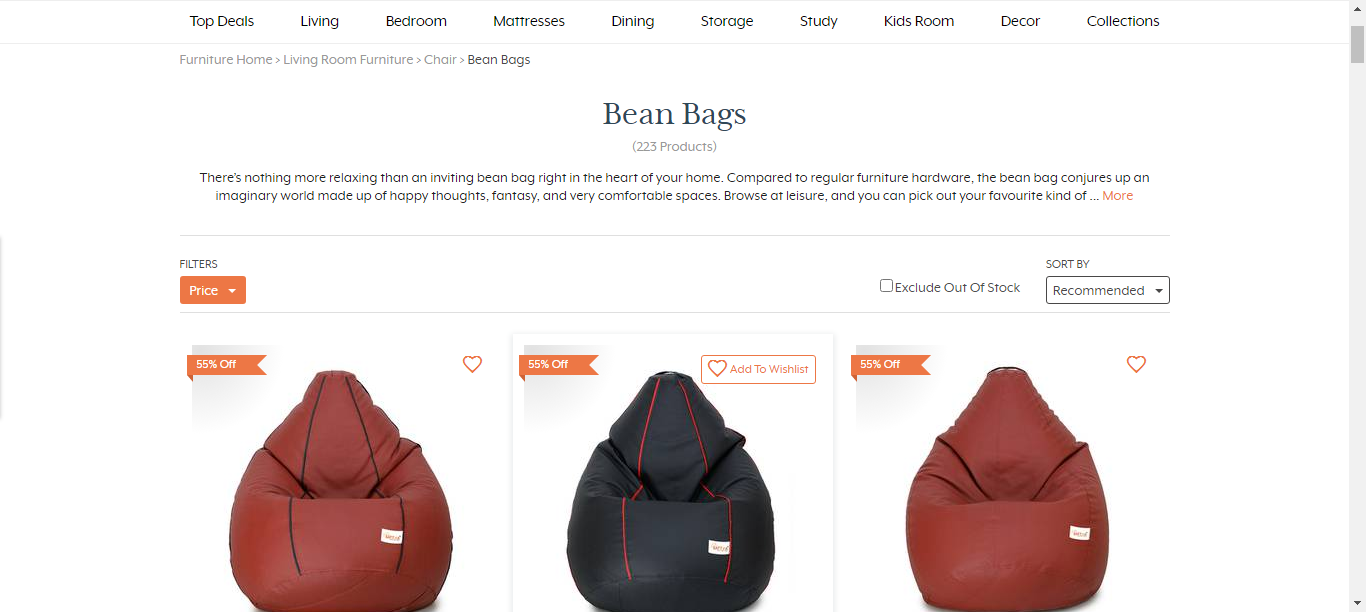 Top Deals Living Bedroom Mattresses Dining Storage Study Kids Room Decor Collections
Furniture Home > Living Room Furniture > Chair > Bean Bags
Bean Bags
(223 Products)
There's nothing more relaxing than an inviting bean bag right in the heart of your home. Compared to regular furniture hardware, the bean bag conjures up an
imaginary world made up of happy thoughts, fantasy, and very comfortable spaces. Browse at leisure, and you can pick out your favourite kind of ... More
FILTERS
Price
Exclude Out Of Stock
SORT BY
Recommended
55% Off
55% Off
Add To Wishlist
55% Off